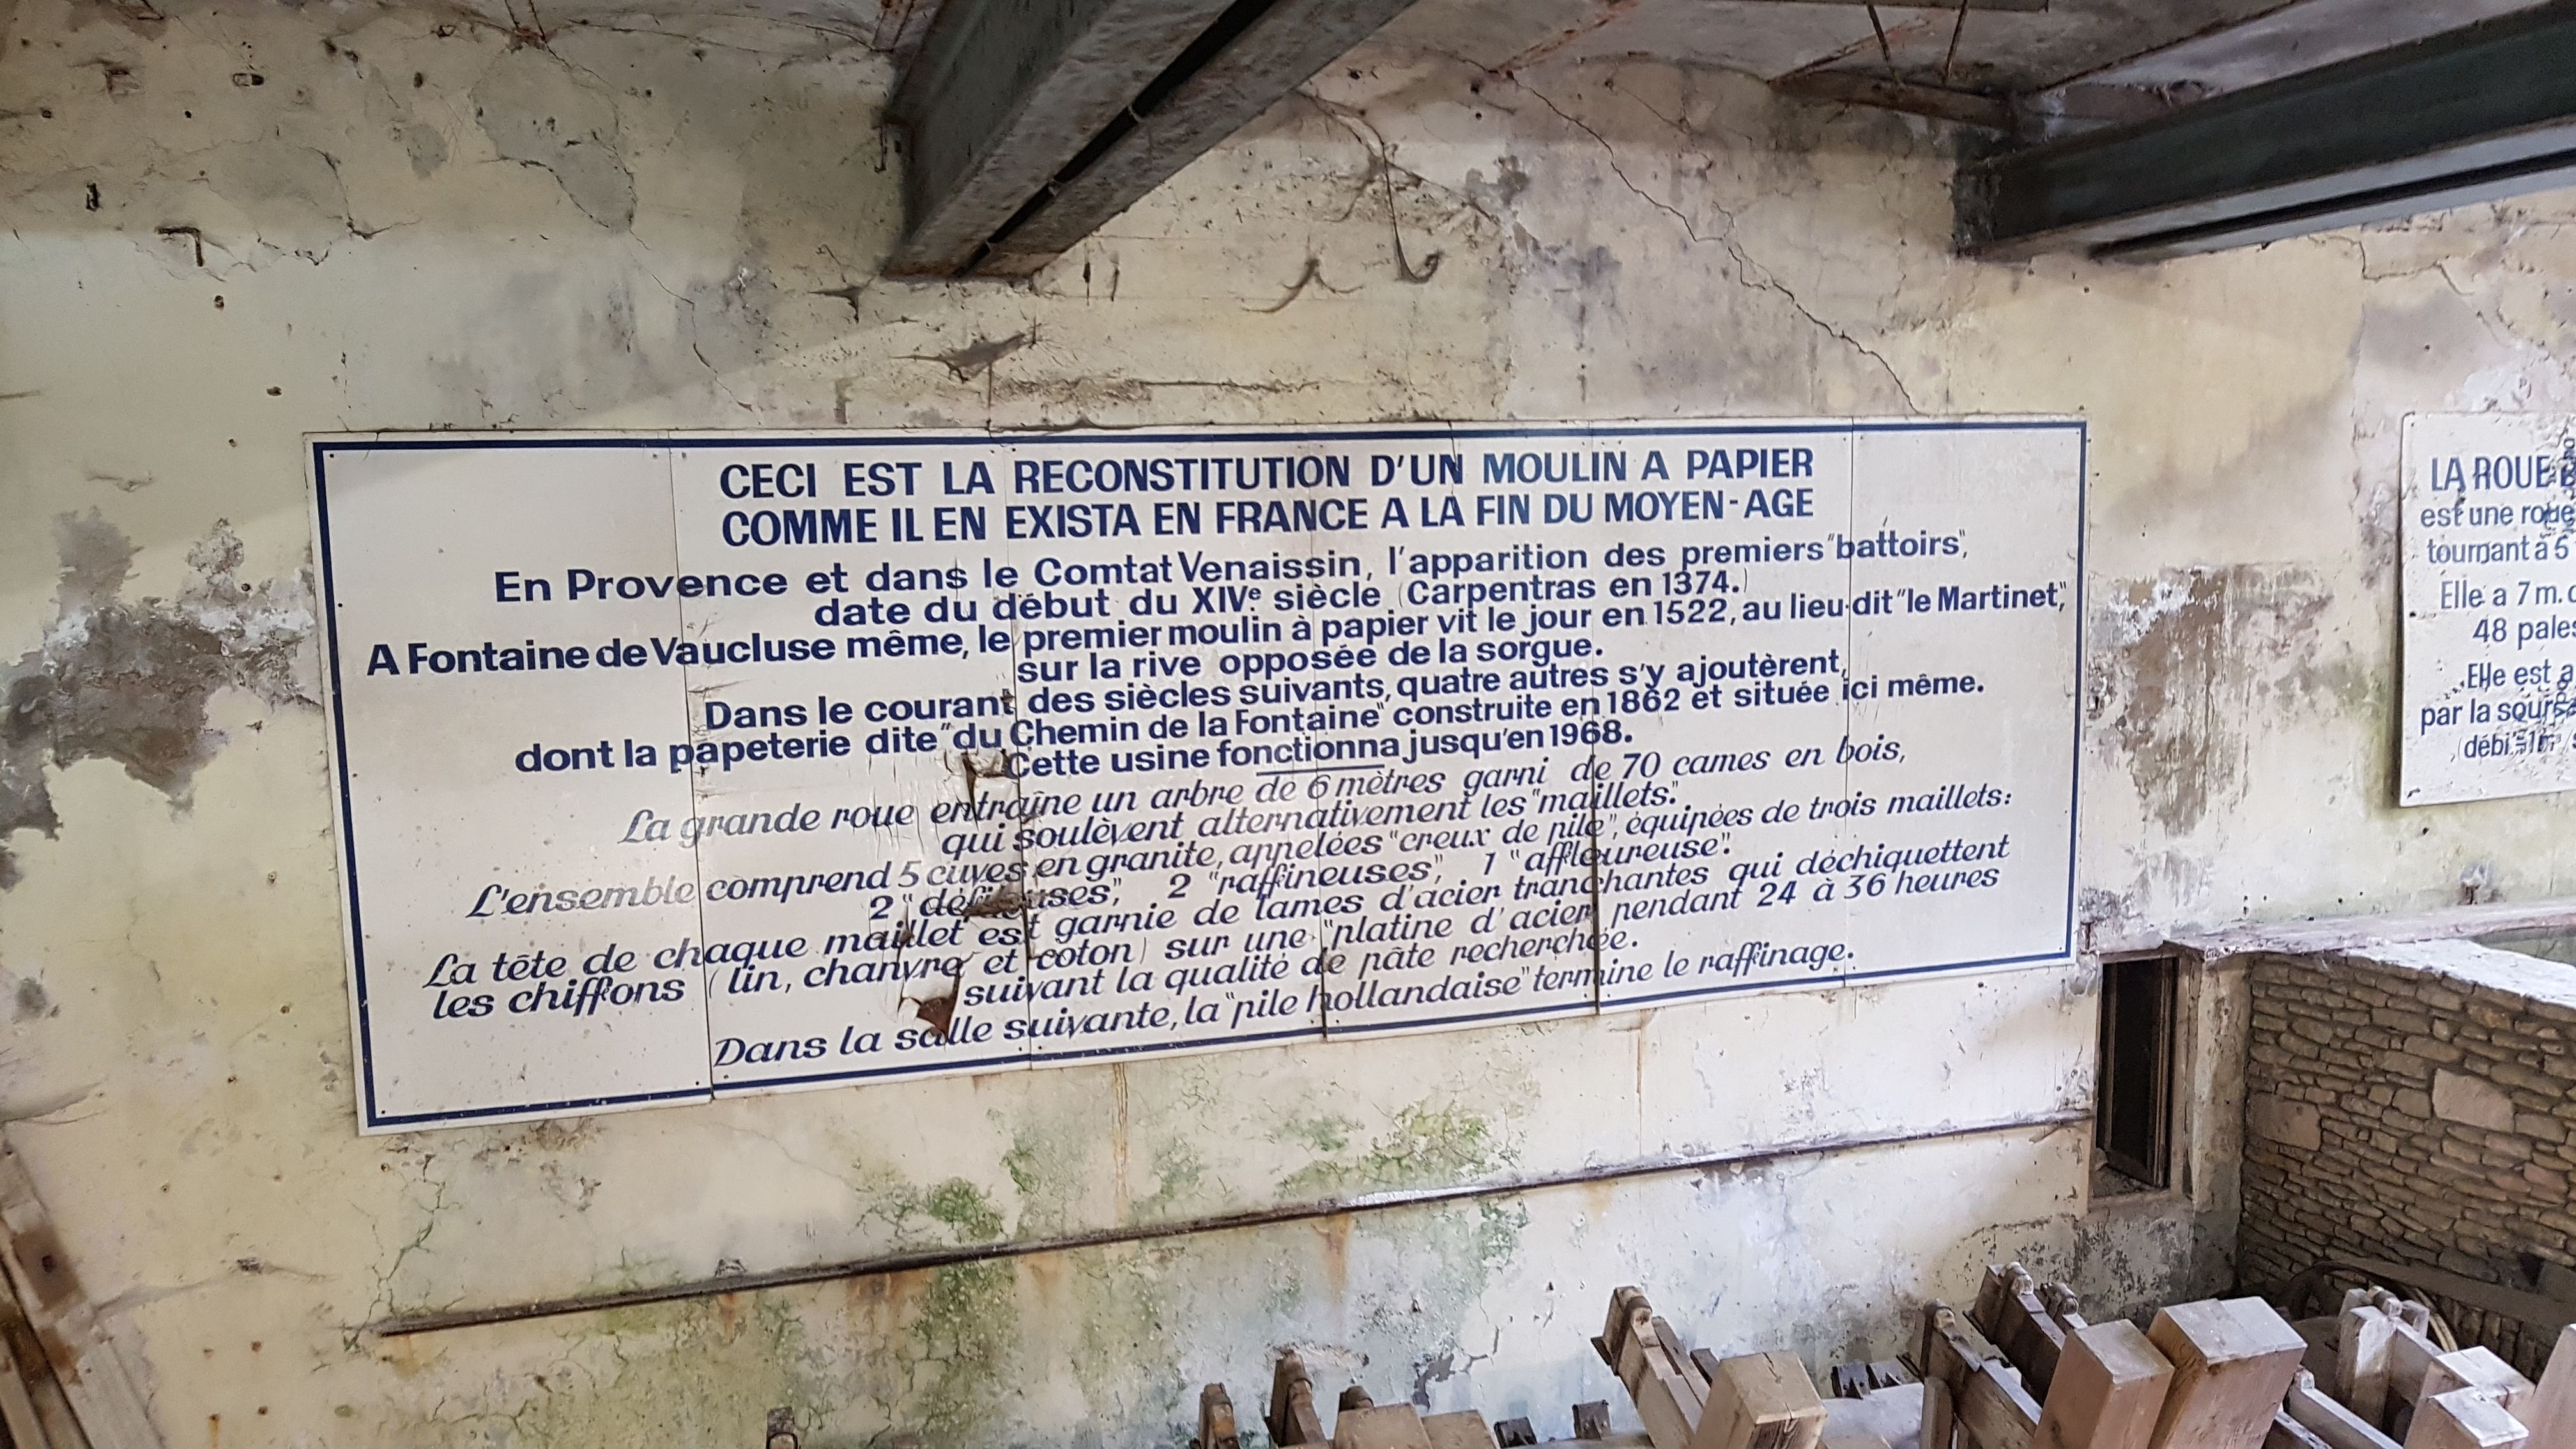 CECI EST LA RECONSTITUTION D'UN MOULIN A PAPIER
COMME IL EN EXISTA EN FRANCE A LA FIN DU MOYEN-AGE
En Provence et dans le Comtat Venaissin, l'apparition des premiers "battoirs",
date du début du XIVe siècle (Carpentras en 1374.)
A Fontaine de Vaucluse même, le premier moulin à papier vit le jour en 1522, au lieu-dit "le Martinet",
sur la rive opposée de la sorgue.
Dans le courant des siècles suivants, quatre autres s'y ajoutèrent,
dont la papeterie dite "du Chemin de la Fontaine" construite en 1862 et située ici même.
Cette usine fonctionna jusqu'en 1968.
La grande roue entraîne un arbre de 6 mètres garni de 70 cames en bois,
qui soulèvent alternativement les "maillets".
L'ensemble comprend 5 cuves en granite, appelées "creux de pile", équipées de trois maillets:
2 "défileuses", 2 "raffineuses", 1 "affleureuse".
La tête de chaque maillet est garnie de lames d'acier tranchantes qui déchiquettent
les chiffons (lin, chanvre et coton) sur une "platine d'acier" pendant 24 à 36 heures
suivant la qualité de pâte recherchée.
Dans la salle suivante, la "pile hollandaise" termine le raffinage.
LA ROUE
est une roue
tournant à 5
Elle a 7 m.
48 pales
Elle est
par la